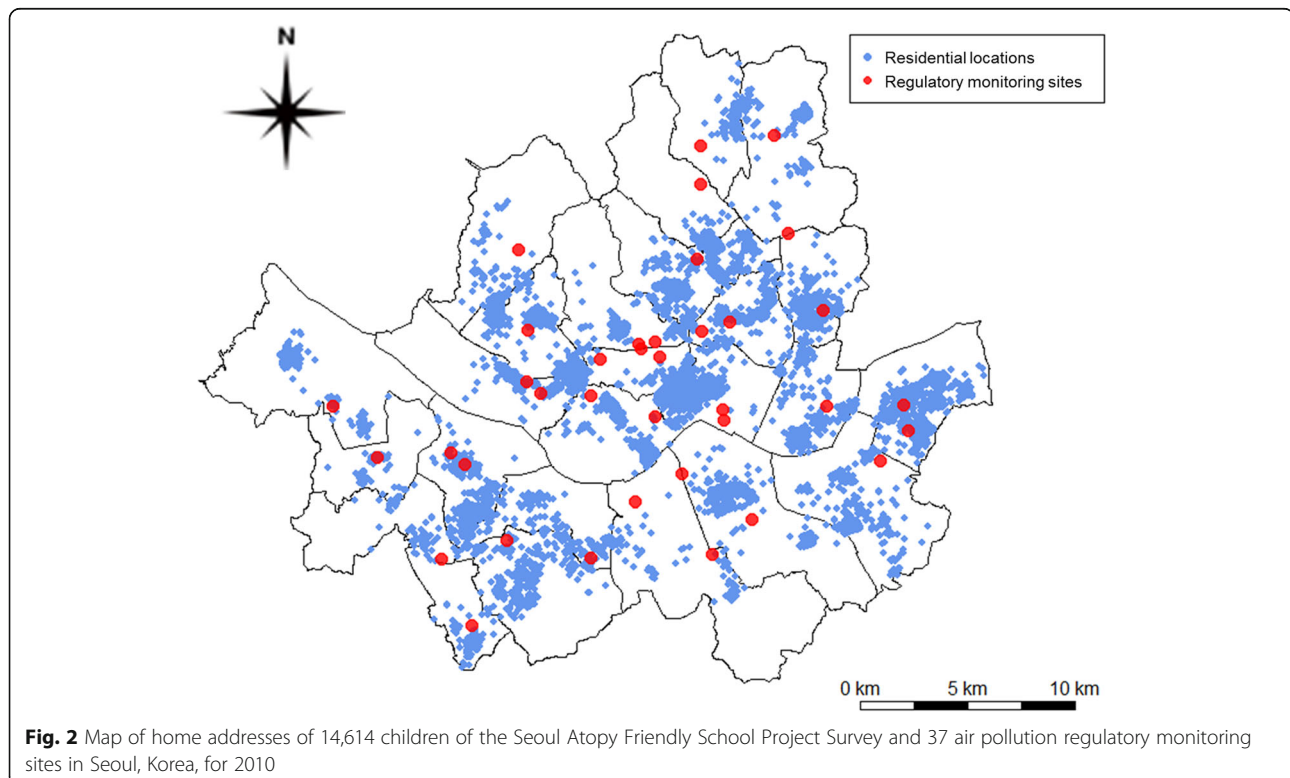 N
Residential locations
Regulatory monitoring sites
0 km 5 km 10 km
Fig. 2 Map of home addresses of 14,614 children of the Seoul Atopy Friendly School Project Survey and 37 air pollution regulatory monitoring
sites in Seoul, Korea, for 2010